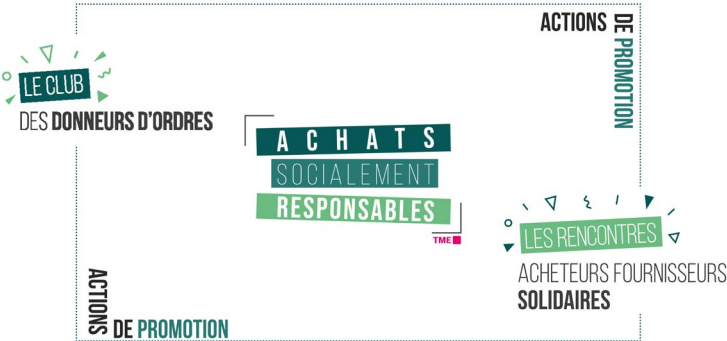 ACTIONS DE PROMOTION
LE CLUB
DES DONNEURS D'ORDRES
ACHATS
SOCIALEMENT
RESPONSABLES
TME
LES RENCONTRES
ACHETEURS FOURNISSEURS
SOLIDAIRES
ACTIONS
DE PROMOTION